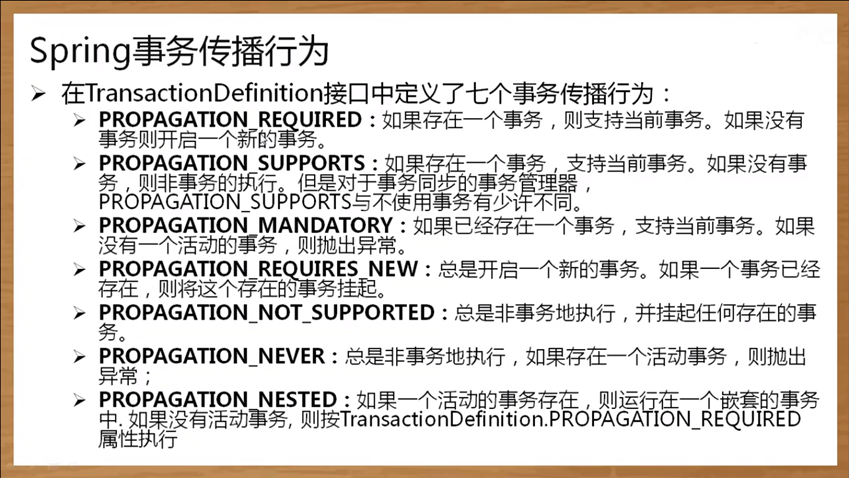 Spring事务传播行为
在TransactionDefinition接口中定义了七个事务传播行为：
PROPAGATION_REQUIRED：如果存在一个事务，则支持当前事务。如果没有
事务则开启一个新的事务。
PROPAGATION_SUPPORTS：如果存在一个事务，支持当前事务。如果没有事
务，则非事务的执行。但是对于事务同步的事务管理器，
PROPAGATION_SUPPORTS与不使用事务有少许不同。
PROPAGATION_MANDATORY：如果已经存在一个事务，支持当前事务。如果
没有一个活动的事务，则抛出异常。
PROPAGATION_REQUIRES_NEW：总是开启一个新的事务。如果一个事务已经
存在，则将这个存在的事务挂起。
PROPAGATION_NOT_SUPPORTED：总是非事务地执行，并挂起任何存在的事
务。
PROPAGATION_NEVER：总是非事务地执行，如果存在一个活动事务，则抛出
异常；
PROPAGATION_NESTED：如果一个活动的事务存在，则运行在一个嵌套的事务
中. 如果没有活动事务, 则按TransactionDefinition.PROPAGATION_REQUIRED
属性执行